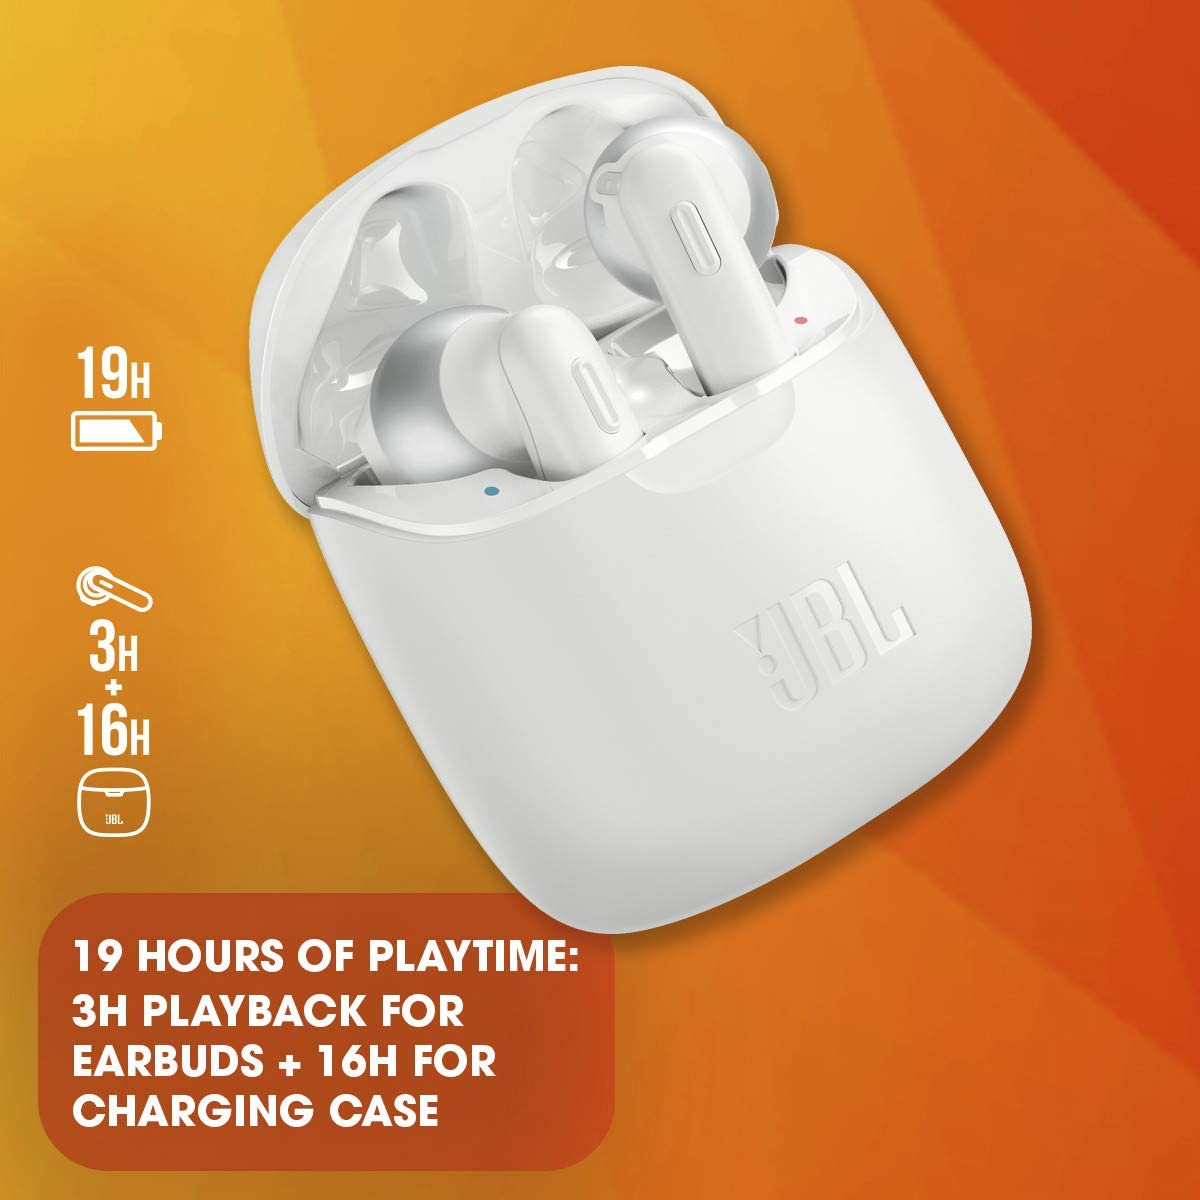 19H
3H
+
16H
JBL
JBL
19 HOURS OF PLAYTIME:
3H PLAYBACK FOR
EARBUDS + 16H FOR
CHARGING CASE